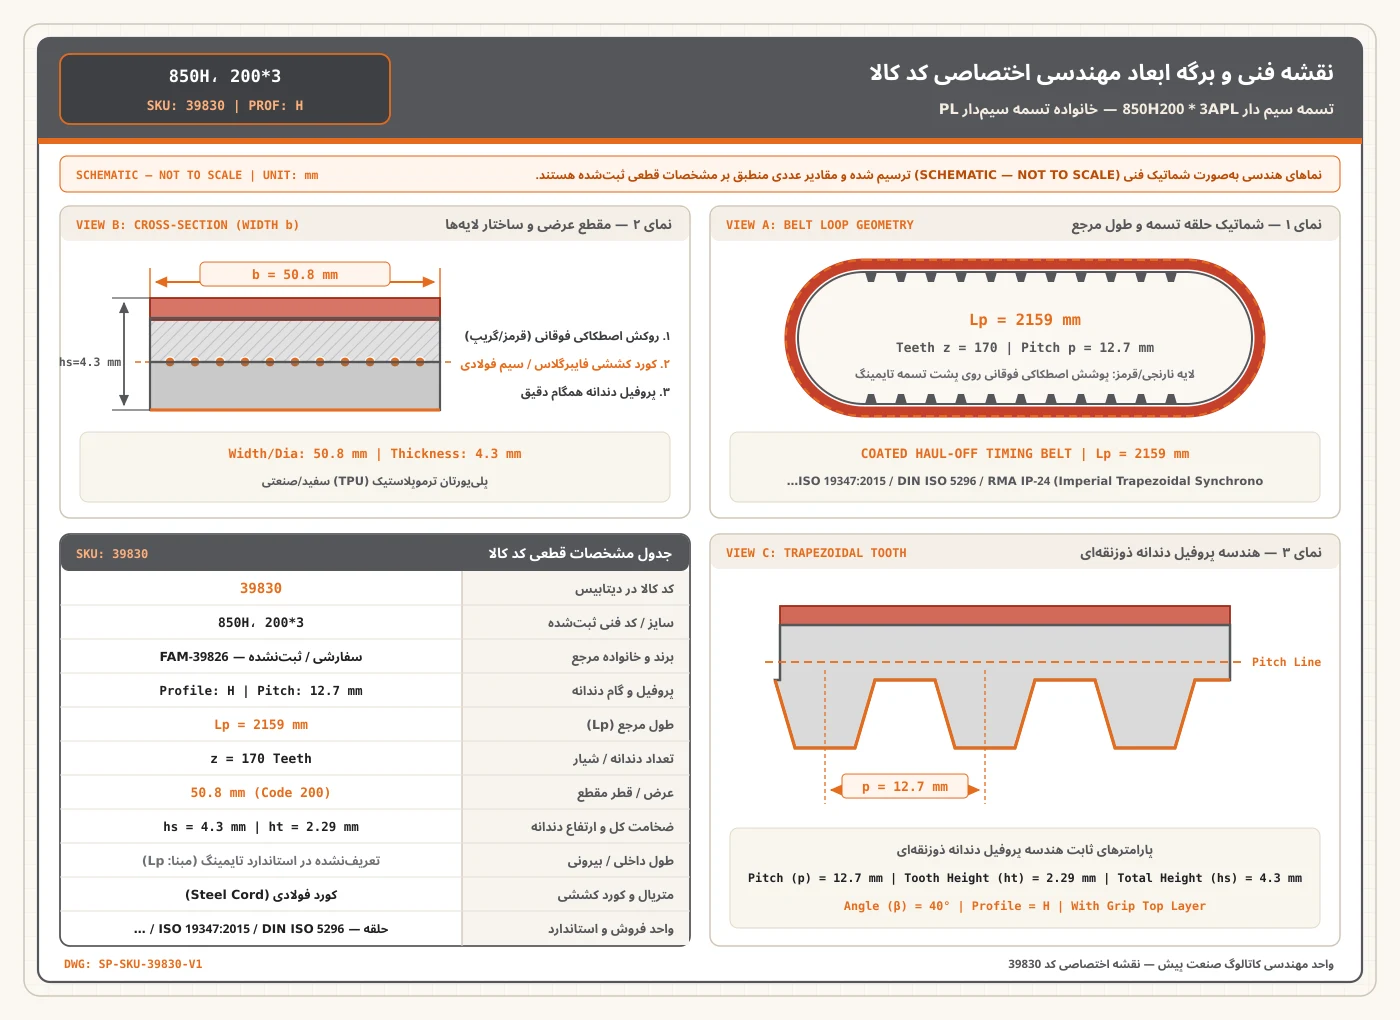 نقشه فنی و برگه ابعاد مهندسی اختصاصی کد کالا
تسمه سیم دار 850H200 * 3APL — خانواده تسمه سیم‌دار PL
850H، 200*3
SKU: 39830 | PROF: H
نماهای هندسی به‌صورت شماتیک فنی (SCHEMATIC — NOT TO SCALE) ترسیم شده و مقادیر عددی منطبق بر مشخصات قطعی ثبت‌شده هستند.
SCHEMATIC — NOT TO SCALE | UNIT: mm
نمای ۱ — شماتیک حلقه تسمه و طول مرجع
VIEW A: BELT LOOP GEOMETRY
Lp = 2159 mm
Teeth z = 170 | Pitch p = 12.7 mm
لایه نارنجی/قرمز: پوشش اصطکاکی فوقانی روی پشت تسمه تایمینگ
COATED HAUL-OFF TIMING BELT | Lp = 2159 mm
ISO 19347:2015 / DIN ISO 5296 / RMA IP-24 (Imperial Trapezoidal Synchrono...
نمای ۲ — مقطع عرضی و ساختار لایه‌ها
VIEW B: CROSS-SECTION (WIDTH b)
b = 50.8 mm
hs=4.3 mm
۱. روکش اصطکاکی فوقانی (قرمز/گریپ)
۲. کورد کششی فایبرگلاس / سیم فولادی
۳. پروفیل دندانه همگام دقیق
Width/Dia: 50.8 mm | Thickness: 4.3 mm
پلی‌یورتان ترموپلاستیک (TPU) سفید/صنعتی
نمای ۳ — هندسه پروفیل دندانه ذوزنقه‌ای
VIEW C: TRAPEZOIDAL TOOTH
Pitch Line
p = 12.7 mm
پارامترهای ثابت هندسه پروفیل دندانه ذوزنقه‌ای
Pitch (p) = 12.7 mm | Tooth Height (ht) = 2.29 mm | Total Height (hs) = 4.3 mm
Angle (β) = 40° | Profile = H | With Grip Top Layer
جدول مشخصات قطعی کد کالا
SKU: 39830
کد کالا در دیتابیس
39830
سایز / کد فنی ثبت‌شده
850H، 200*3
برند و خانواده مرجع
سفارشی / ثبت‌نشده — FAM-39826
پروفیل و گام دندانه
Profile: H | Pitch: 12.7 mm
طول مرجع (Lp)
Lp = 2159 mm
تعداد دندانه / شیار
z = 170 Teeth
عرض / قطر مقطع
50.8 mm (Code 200)
ضخامت کل و ارتفاع دندانه
hs = 4.3 mm | ht = 2.29 mm
طول داخلی / بیرونی
تعریف‌نشده در استاندارد تایمینگ (مبنا: Lp)
متریال و کورد کششی
کورد فولادی (Steel Cord)
واحد فروش و استاندارد
حلقه — ISO 19347:2015 / DIN ISO 5296 / ...
واحد مهندسی کاتالوگ صنعت پیش — نقشه اختصاصی کد 39830
DWG: SP-SKU-39830-V1